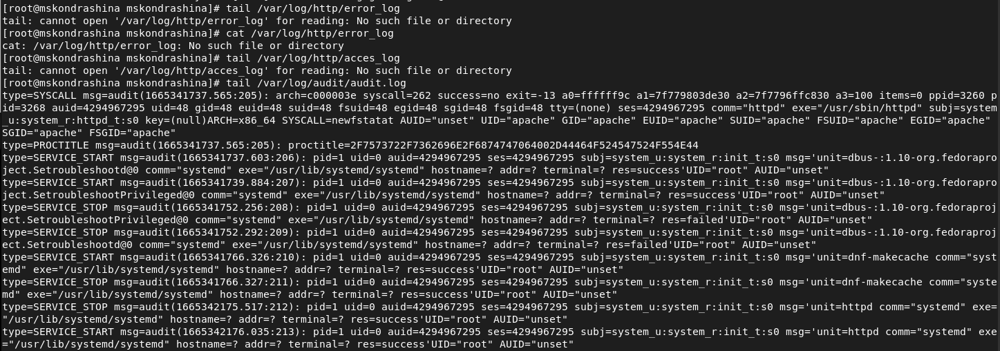 [root@mskondrashina mskondrashina]# tail /var/log/http/error_log
tail: cannot open '/var/log/http/error_log' for reading: No such file or directory
[root@mskondrashina mskondrashina]# cat /var/log/http/error_log
cat: /var/log/http/error_log: No such file or directory
[root@mskondrashina mskondrashina]# tail /var/log/http/acces_log
tail: cannot open '/var/log/http/acces_log' for reading: No such file or directory
[root@mskondrashina mskondrashina]# tail /var/log/audit/audit.log
type=SYSCALL msg=audit(1665341737.565:205): arch=c000003e syscall=262 success=no exit=-13 a0=ffffff9c a1=7f779803de30 a2=7f7796ffc830 a3=100 items=0 ppid=3260 p
id=3268 auid=4294967295 uid=48 gid=48 euid=48 suid=48 fsuid=48 egid=48 sgid=48 fsgid=48 tty=(none) ses=4294967295 comm="httpd" exe="/usr/sbin/httpd" subj=system
_u:system_r:httpd_t:s0 key=(null)ARCH=x86_64 SYSCALL=newfstatat AUID="unset" UID="apache" GID="apache" EUID="apache" SUID="apache" FSUID="apache" EGID="apache"
SGID="apache" FSGID="apache"
type=PROCTITLE msg=audit(1665341737.565:205): proctitle=2F7573722F7362696E2F6874747064002D44464F524547524F554E44
type=SERVICE_START msg=audit(1665341737.603:206): pid=1 uid=0 auid=4294967295 ses=4294967295 subj=system_u:system_r:init_t:s0 msg='unit=dbus-:1.10-org.fedorapro
ject.Setroubleshootd@0 comm="systemd" exe="/usr/lib/systemd/systemd" hostname=? addr=? terminal=? res=success'UID="root" AUID="unset"
type=SERVICE_START msg=audit(1665341739.884:207): pid=1 uid=0 auid=4294967295 ses=4294967295 subj=system_u:system_r:init_t:s0 msg='unit=dbus-:1.10-org.fedorapro
ject.SetroubleshootPrivileged@0 comm="systemd" exe="/usr/lib/systemd/systemd" hostname=? addr=? terminal=? res=success'UID="root" AUID="unset"
type=SERVICE_STOP msg=audit(1665341752.256:208): pid=1 uid=0 auid=4294967295 ses=4294967295 subj=system_u:system_r:init_t:s0 msg='unit=dbus-:1.10-org.fedoraproj
ect.SetroubleshootPrivileged@0 comm="systemd" exe="/usr/lib/systemd/systemd" hostname=? addr=? terminal=? res=failed'UID="root" AUID="unset"
type=SERVICE_STOP msg=audit(1665341752.292:209): pid=1 uid=0 auid=4294967295 ses=4294967295 subj=system_u:system_r:init_t:s0 msg='unit=dbus-:1.10-org.fedoraproj
ect.Setroubleshootd@0 comm="systemd" exe="/usr/lib/systemd/systemd" hostname=? addr=? terminal=? res=failed'UID="root" AUID="unset"
type=SERVICE_START msg=audit(1665341766.326:210): pid=1 uid=0 auid=4294967295 ses=4294967295 subj=system_u:system_r:init_t:s0 msg='unit=dnf-makecache comm="syst
emd" exe="/usr/lib/systemd/systemd" hostname=? addr=? terminal=? res=success'UID="root" AUID="unset"
type=SERVICE_STOP msg=audit(1665341766.327:211): pid=1 uid=0 auid=4294967295 ses=4294967295 subj=system_u:system_r:init_t:s0 msg='unit=dnf-makecache comm="syste
md" exe="/usr/lib/systemd/systemd" hostname=? addr=? terminal=? res=success'UID="root" AUID="unset"
type=SERVICE_STOP msg=audit(1665342175.517:212): pid=1 uid=0 auid=4294967295 ses=4294967295 subj=system_u:system_r:init_t:s0 msg='unit=httpd comm="systemd" exe=
"/usr/lib/systemd/systemd" hostname=? addr=? terminal=? res=success'UID="root" AUID="unset"
type=SERVICE_START msg=audit(1665342176.035:213): pid=1 uid=0 auid=4294967295 ses=4294967295 subj=system_u:system_r:init_t:s0 msg='unit=httpd comm="systemd" exe
="/usr/lib/systemd/systemd" hostname=? addr=? terminal=? res=success'UID="root" AUID="unset"